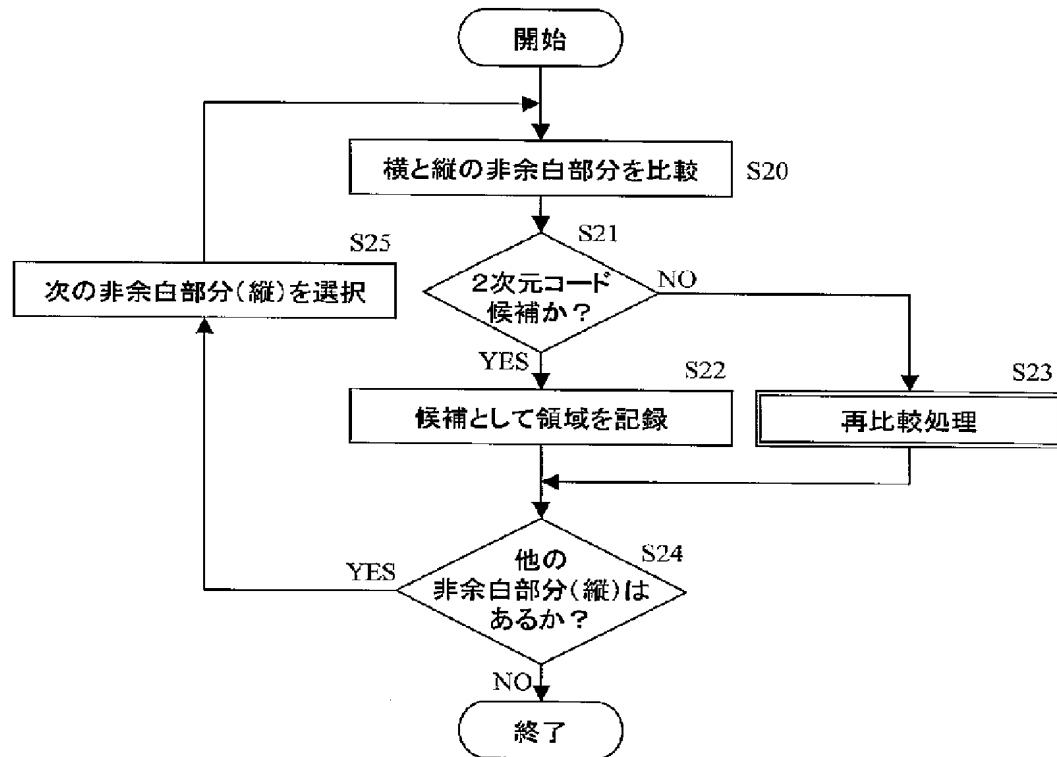 開始
横と縦の非余白部分を比較
S20
S21
2次元コード
候補か?
NO
YES
S25
次の非余白部分(縦)を選択
S22
候補として領域を記録
S23
再比較処理
S24
他の
非余白部分(縦)は
あるか?
YES
NO
終了